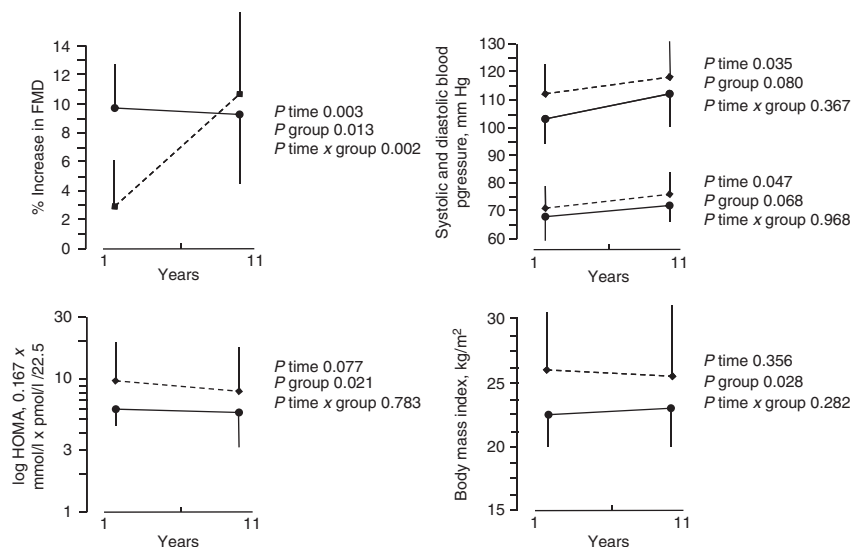 % Increase in FMD
14
12
10
8
6
4
2
0
1
11
Years
P time 0.003
P group 0.013
P time x group 0.002
Systolic and diastolic blood
pgressure, mm Hg
130
120
110
100
90
80
70
60
1
11
Years
P time 0.035
P group 0.080
P time x group 0.367
P time 0.047
P group 0.068
P time x group 0.968
log HOMA, 0.167 x
mmol/l x pmol/l /22.5
30
10
3
1
1
11
Years
P time 0.077
P group 0.021
P time x group 0.783
Body mass index, kg/m²
30
25
20
15
1
11
Years
P time 0.356
P group 0.028
P time x group 0.282